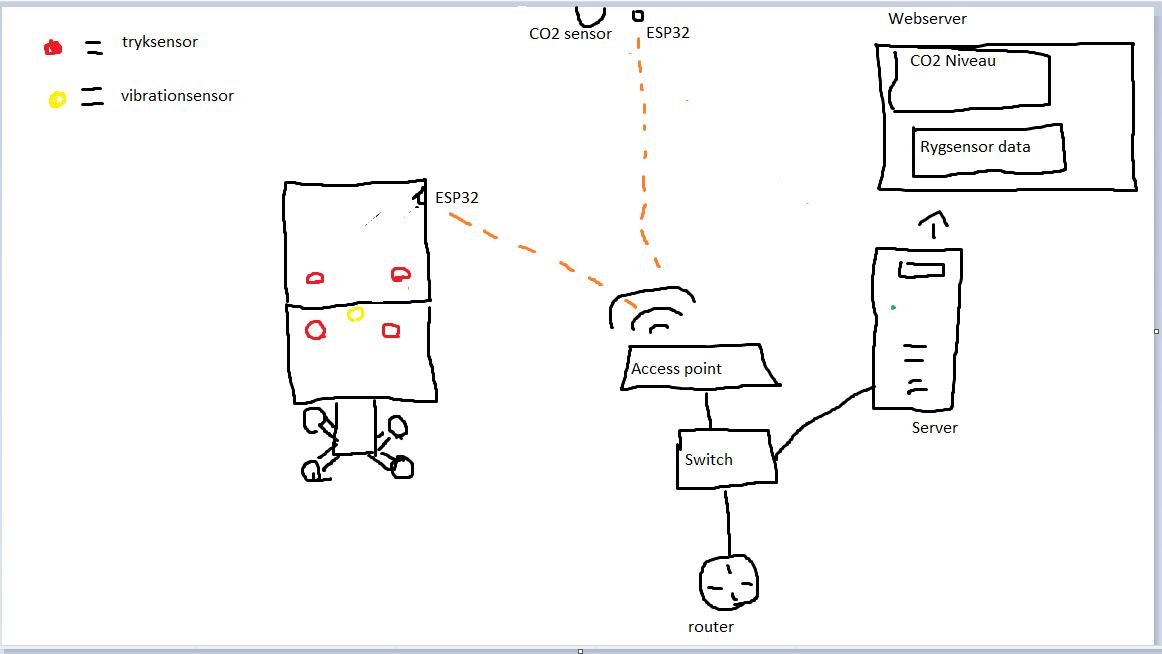 tryksensor
vibrationsensor
CO2 sensor
ESP32
Webserver
CO2 Niveau
Rygsensor data
ESP32
Access point
Switch
Server
router